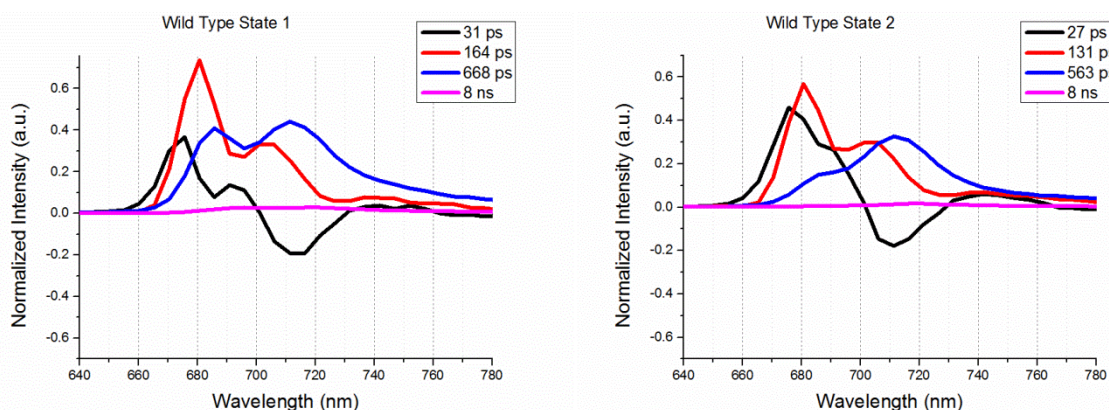 Wild Type State 1
31 ps
164 ps
668 ps
8 ns
Normalized Intensity (a.u.)
0.6
0.4
0.2
0.0
-0.2
-0.4
-0.6
640 660 680 700 720 740 760 780
Wavelength (nm)
Wild Type State 2
27 ps
131 ps
563 p
8 ns
Normalized Intensity (a.u.)
0.6
0.4
0.2
0.0
-0.2
-0.4
-0.6
640 660 680 700 720 740 760 780
Wavelength (nm)